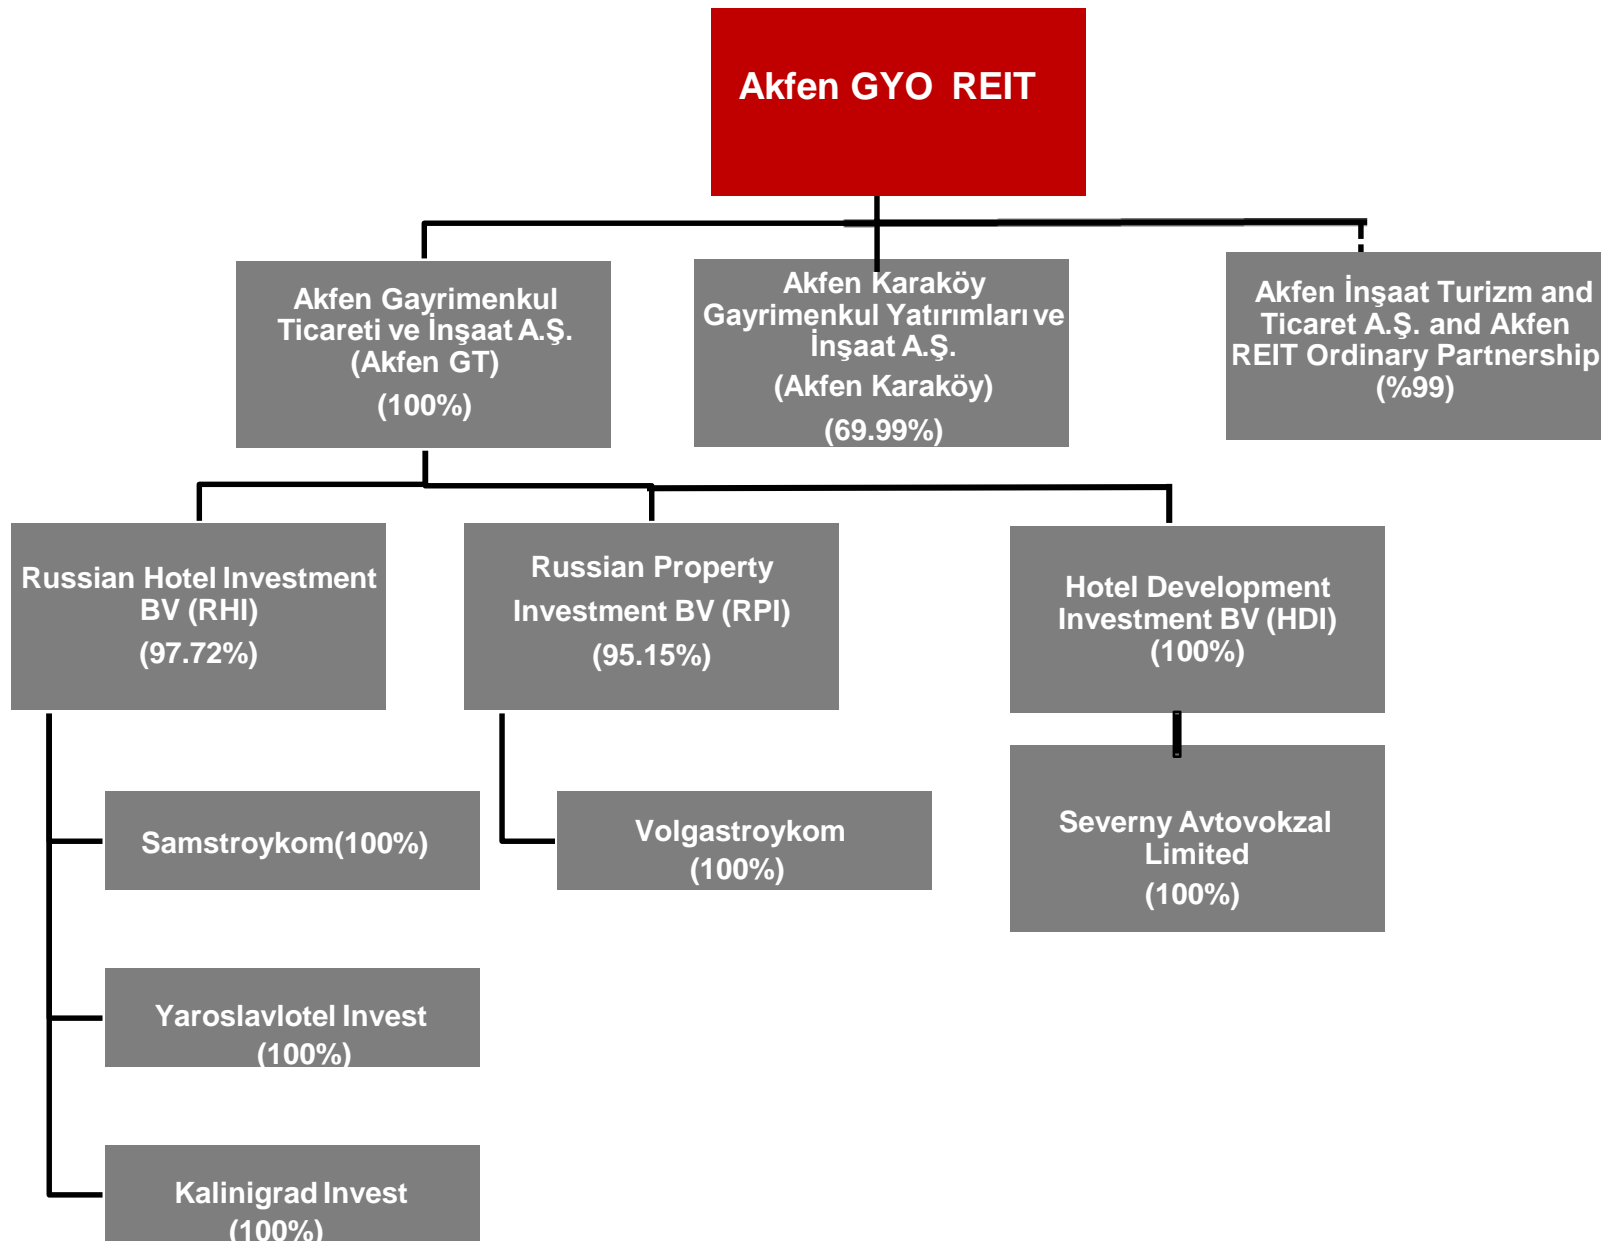 Akfen GYO REIT
Akfen Gayrimenkul
Ticareti ve İnşaat A.Ş.
(Akfen GT)
(100%)
Akfen Karaköy
Gayrimenkul Yatırımları ve
İnşaat A.Ş.
(Akfen Karaköy)
(69.99%)
Akfen İnşaat Turizm and
Ticaret A.Ş. and Akfen
REIT Ordinary Partnership
(%99)
Russian Hotel Investment
BV (RHI)
(97.72%)
Russian Property
Investment BV (RPI)
(95.15%)
Hotel Development
Investment BV (HDI)
(100%)
Samstroykom(100%)
Volgastroykom
(100%)
Severny Avtovokzal
Limited
(100%)
Yaroslavlotel Invest
(100%)
Kalinigrad Invest
(100%)